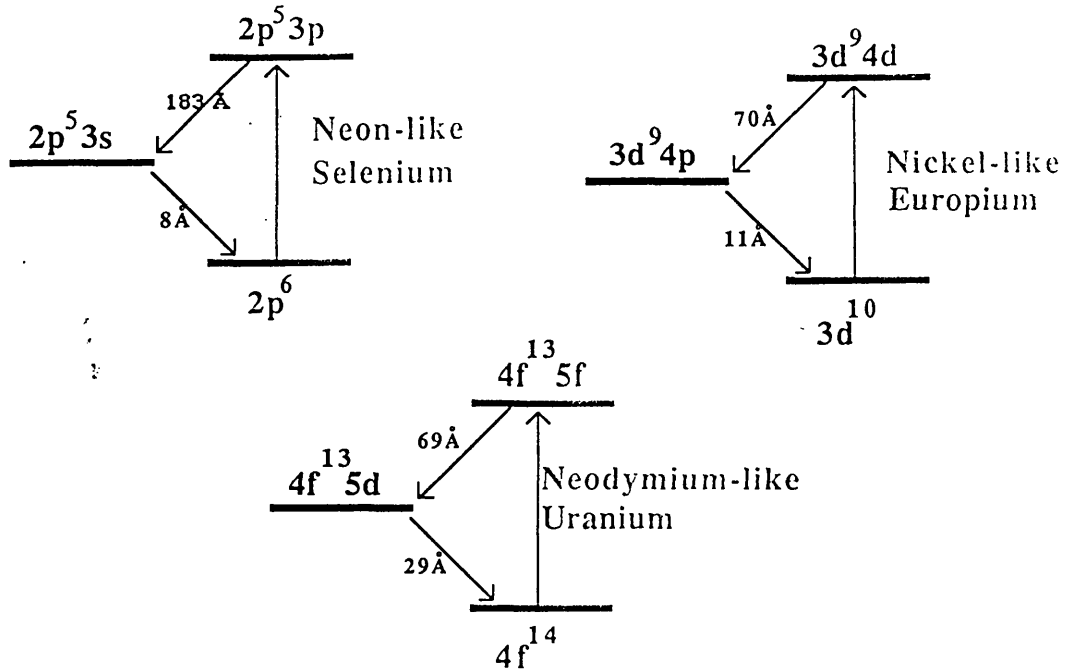 2p⁵3p
183 Å
2p⁵3s
Neon-like
Selenium
8Å
2p⁶
3d⁹4d
70Å
3d⁹4p
Nickel-like
Europium
11Å
3d¹⁰
4f¹³5f
69Å
4f¹³5d
Neodymium-like
Uranium
29Å
4f¹⁴